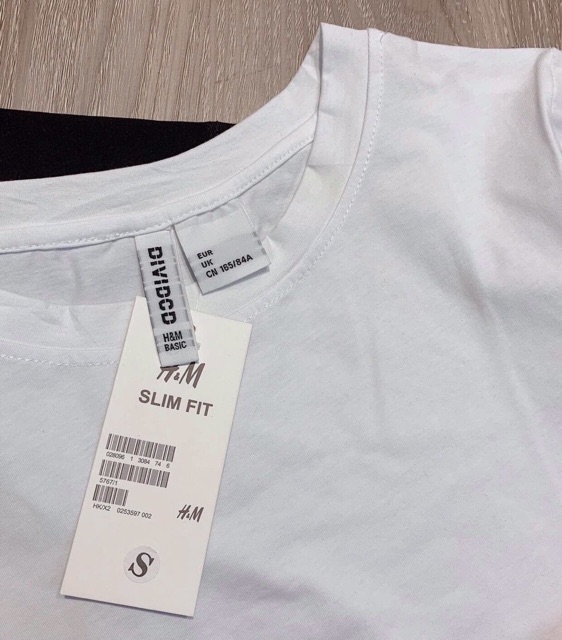 DIVIDCD
H&M
BASIC
EUR
UK
CN 165/84A
H&M
SLIM FIT
028096 1 3084 74 6
5767/1
HK/X2 0253597 002
H&M
S